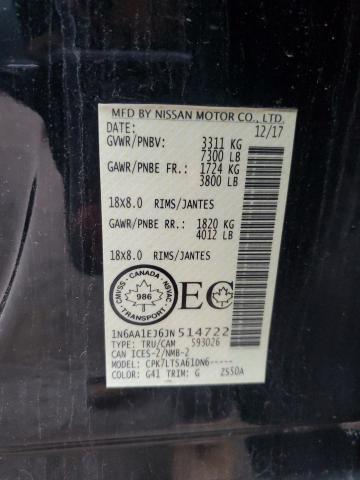 MFD BY NISSAN MOTOR CO., LTD.
DATE: 12/17
GVWR/PNBV: 3311 KG
7300 LB
GAWR/PNBE FR.: 1724 KG
3800 LB
18x8.0 RIMS/JANTES
GAWR/PNBE RR.: 1820 KG
4012 LB
18x8.0 RIMS/JANTES
CANADA
CMVSS NSVAC
986
TRANSPORT
EC
1N6AA1EJ6JN514722
TYPE: TRU/CAM 593026
CAN ICES-2/NMB-2
MODEL: CPK7LTSA61DN6-----
COLOR: G41 TRIM: G ZS50A